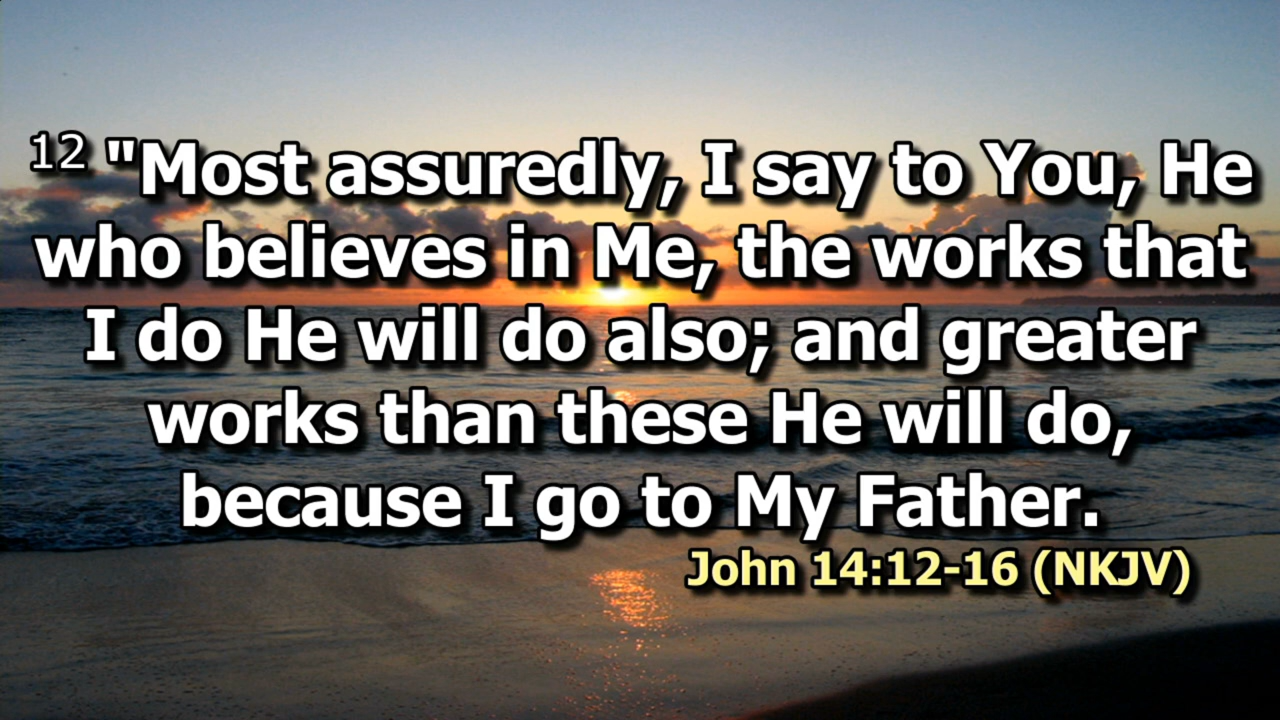 12 "Most assuredly, I say to You, He
who believes in Me, the works that
I do He will do also; and greater
works than these He will do,
because I go to My Father.
John 14:12-16 (NKJV)